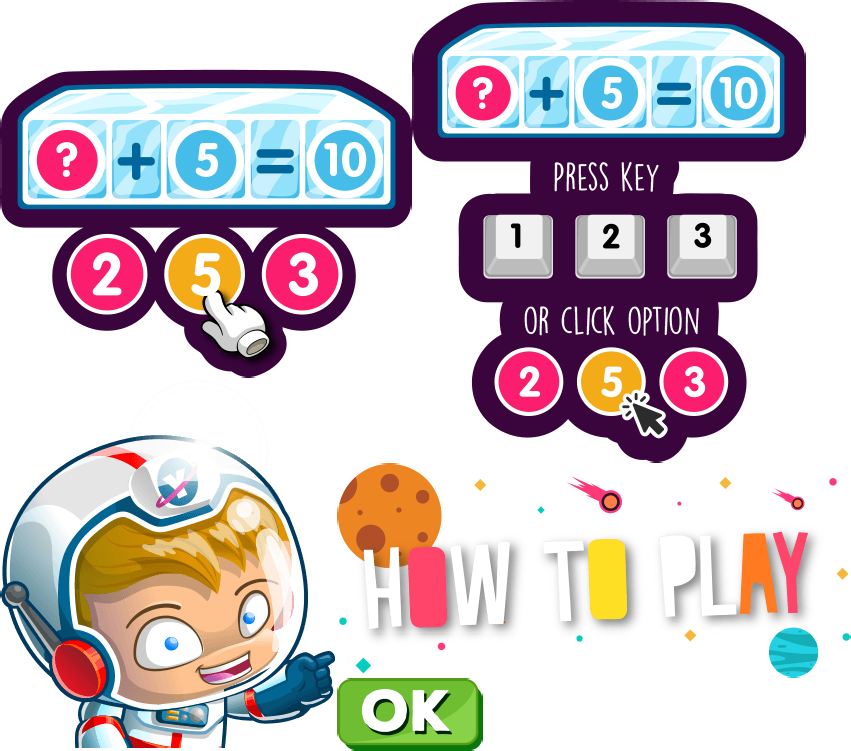 ? + 5 = 10
2 5 3
? + 5 = 10
PRESS KEY
1 2 3
OR CLICK OPTION
2 5 3
X
HOW TO PLAY
OK